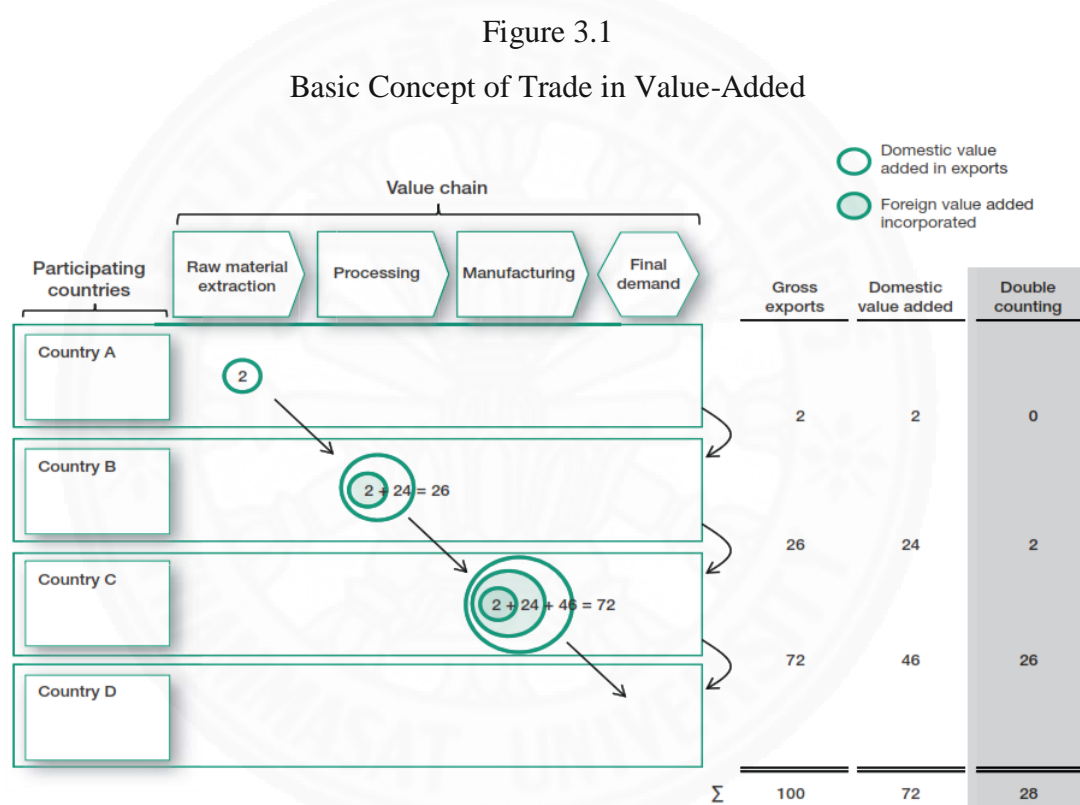 Figure 3.1
Basic Concept of Trade in Value-Added
Domestic value
added in exports
Foreign value added
incorporated
Value chain
Participating
countries
Raw material
extraction
Processing
Manufacturing
Final
demand
Gross
exports
Domestic
value added
Double
counting
Country A
2
2 2 0
Country B
2 + 24 = 26
26 24 2
Country C
2 + 24 + 46 = 72
72 46 26
Country D
Σ 100 72 28